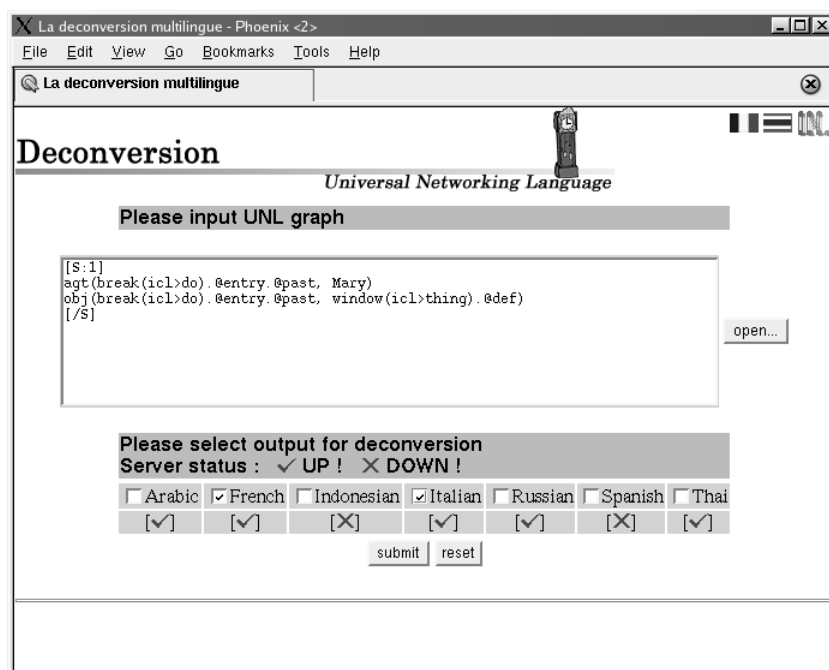 La deconversion multilingue - Phoenix <2>
File Edit View Go Bookmarks Tools Help
La deconversion multilingue
Deconversion
Universal Networking Language
Please input UNL graph
[S:1]
agt(break(icl>do).@entry.@past, Mary)
obj(break(icl>do).@entry.@past, window(icl>thing).@def)
[/S]
open...
Please select output for deconversion
Server status : ✓ UP ! ✕ DOWN !
Arabic French Indonesian Italian Russian Spanish Thai
[✓] [✓] [✕] [✓] [✓] [✕] [✓]
submit reset